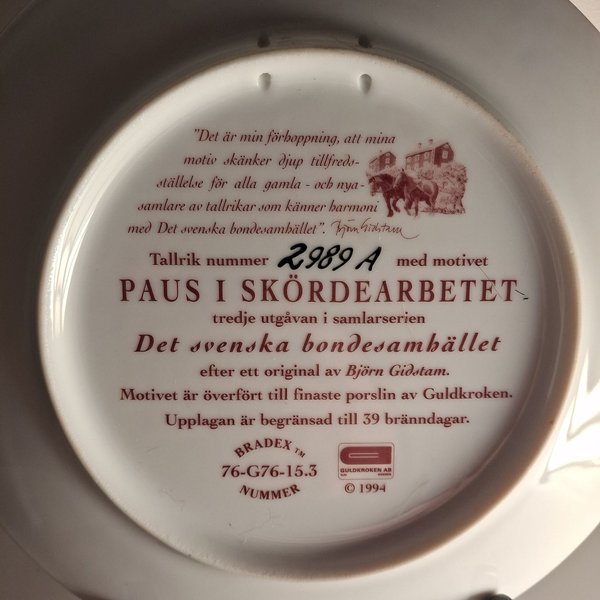 "Det är min förhoppning, att mina
motiv skänker djup tillfreds-
ställelse för alla gamla - och nya-
samlare av tallrikar som känner harmoni
med Det svenska bondesamhället". Björn Gidstam
Tallrik nummer 2989 A med motivet
PAUS I SKÖRDEARBETET
tredje utgåvan i samlarserien
Det svenska bondesamhället
efter ett original av Björn Gidstam.
Motivet är överfört till finaste porslin av Guldkroken.
Upplagan är begränsad till 39 bränndagar.
BRADEX TM
76-G76-15.3
NUMMER
GULDKROKEN AB
© 1994